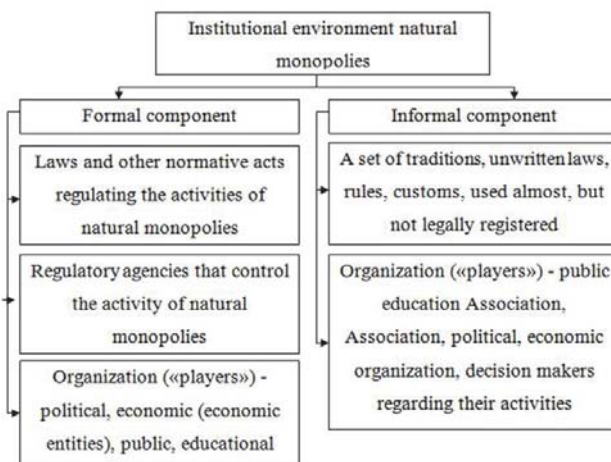 Institutional environment natural
monopolies
Formal component
Informal component
Laws and other normative acts
regulating the activities of
natural monopolies
A set of traditions, unwritten laws,
rules, customs, used almost, but
not legally registered
Regulatory agencies that control
the activity of natural
monopolies
Organization («players») - public
education Association,
Association, political, economic
organization, decision makers
regarding their activities
Organization («players») -
political, economic (economic
entities), public, educational